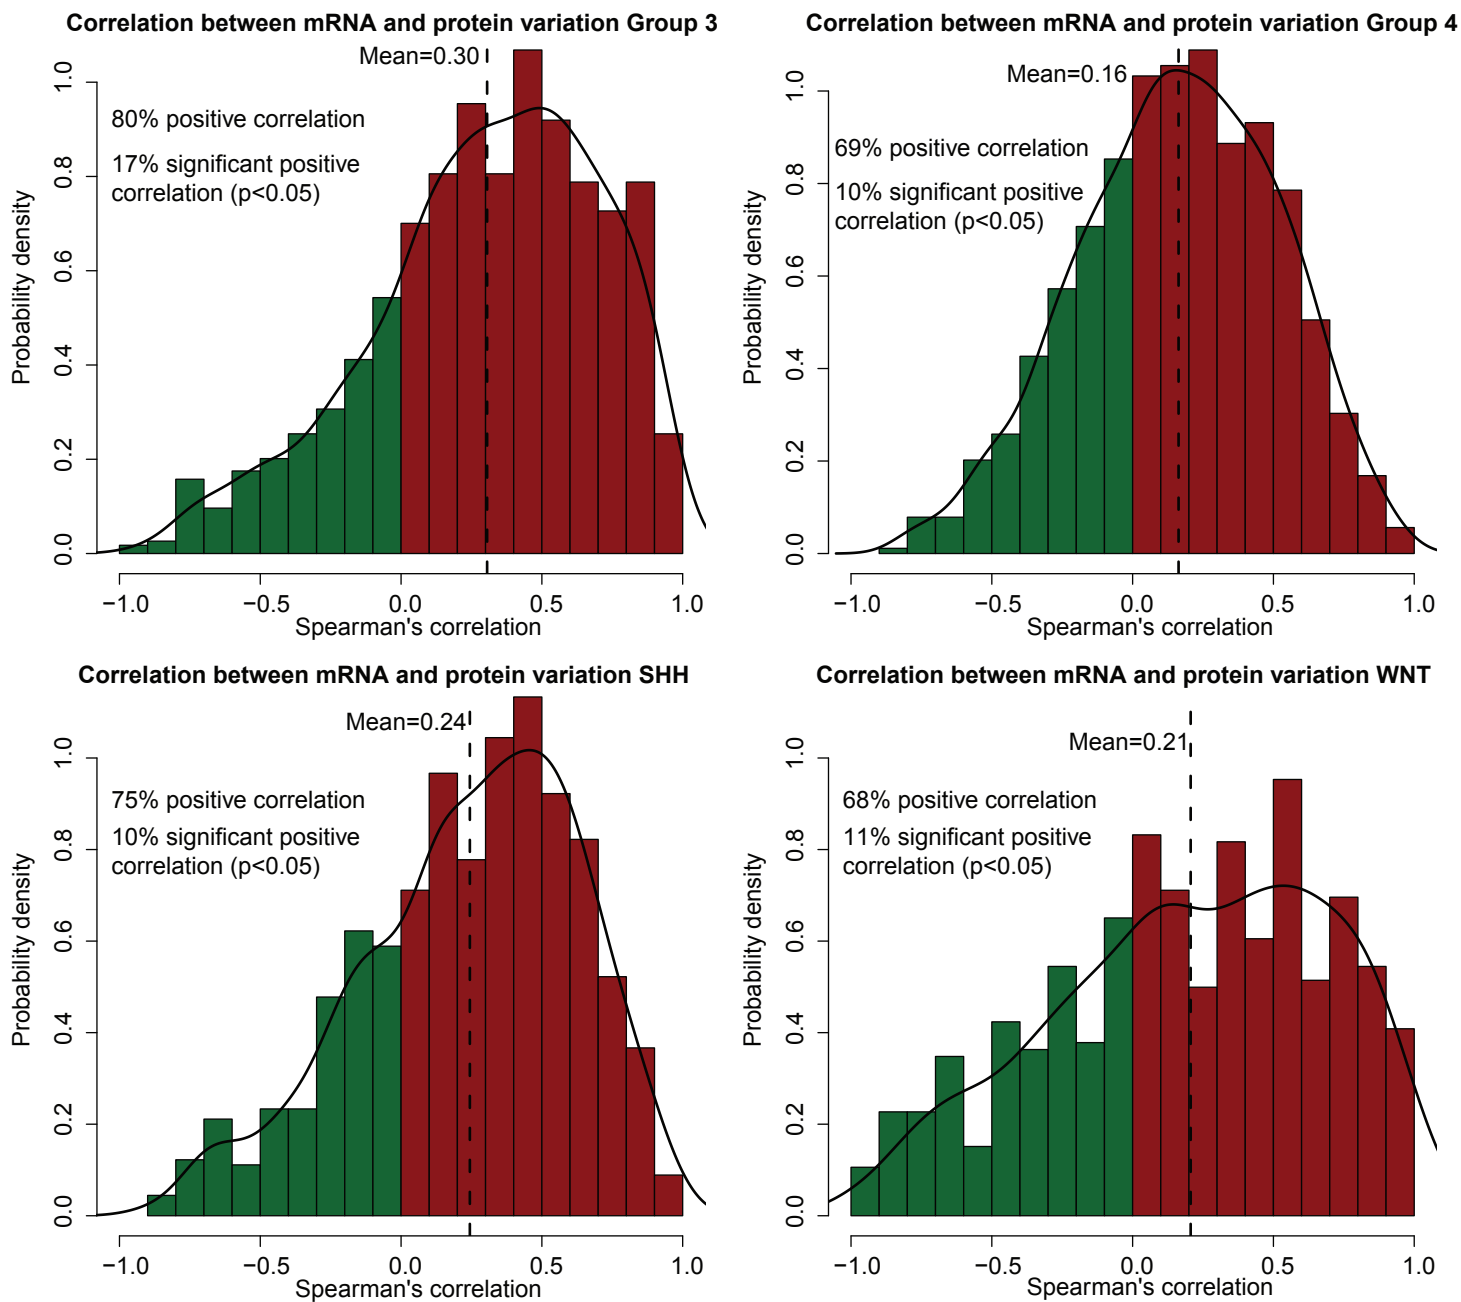 Correlation between mRNA and protein variation Group 3
Mean=0.30
80% positive correlation
17% significant positive
correlation (p<0.05)
Probability density
0.0
0.2
0.4
0.6
0.8
1.0
−1.0
−0.5
0.0
0.5
1.0
Spearman's correlation
Correlation between mRNA and protein variation Group 4
Mean=0.16
69% positive correlation
10% significant positive
correlation (p<0.05)
Probability density
0.0
0.2
0.4
0.6
0.8
1.0
−1.0
−0.5
0.0
0.5
1.0
Spearman's correlation
Correlation between mRNA and protein variation SHH
Mean=0.24
75% positive correlation
10% significant positive
correlation (p<0.05)
Probability density
0.0
0.2
0.4
0.6
0.8
1.0
−1.0
−0.5
0.0
0.5
1.0
Spearman's correlation
Correlation between mRNA and protein variation WNT
Mean=0.21
68% positive correlation
11% significant positive
correlation (p<0.05)
Probability density
0.0
0.2
0.4
0.6
0.8
1.0
−1.0
−0.5
0.0
0.5
1.0
Spearman's correlation